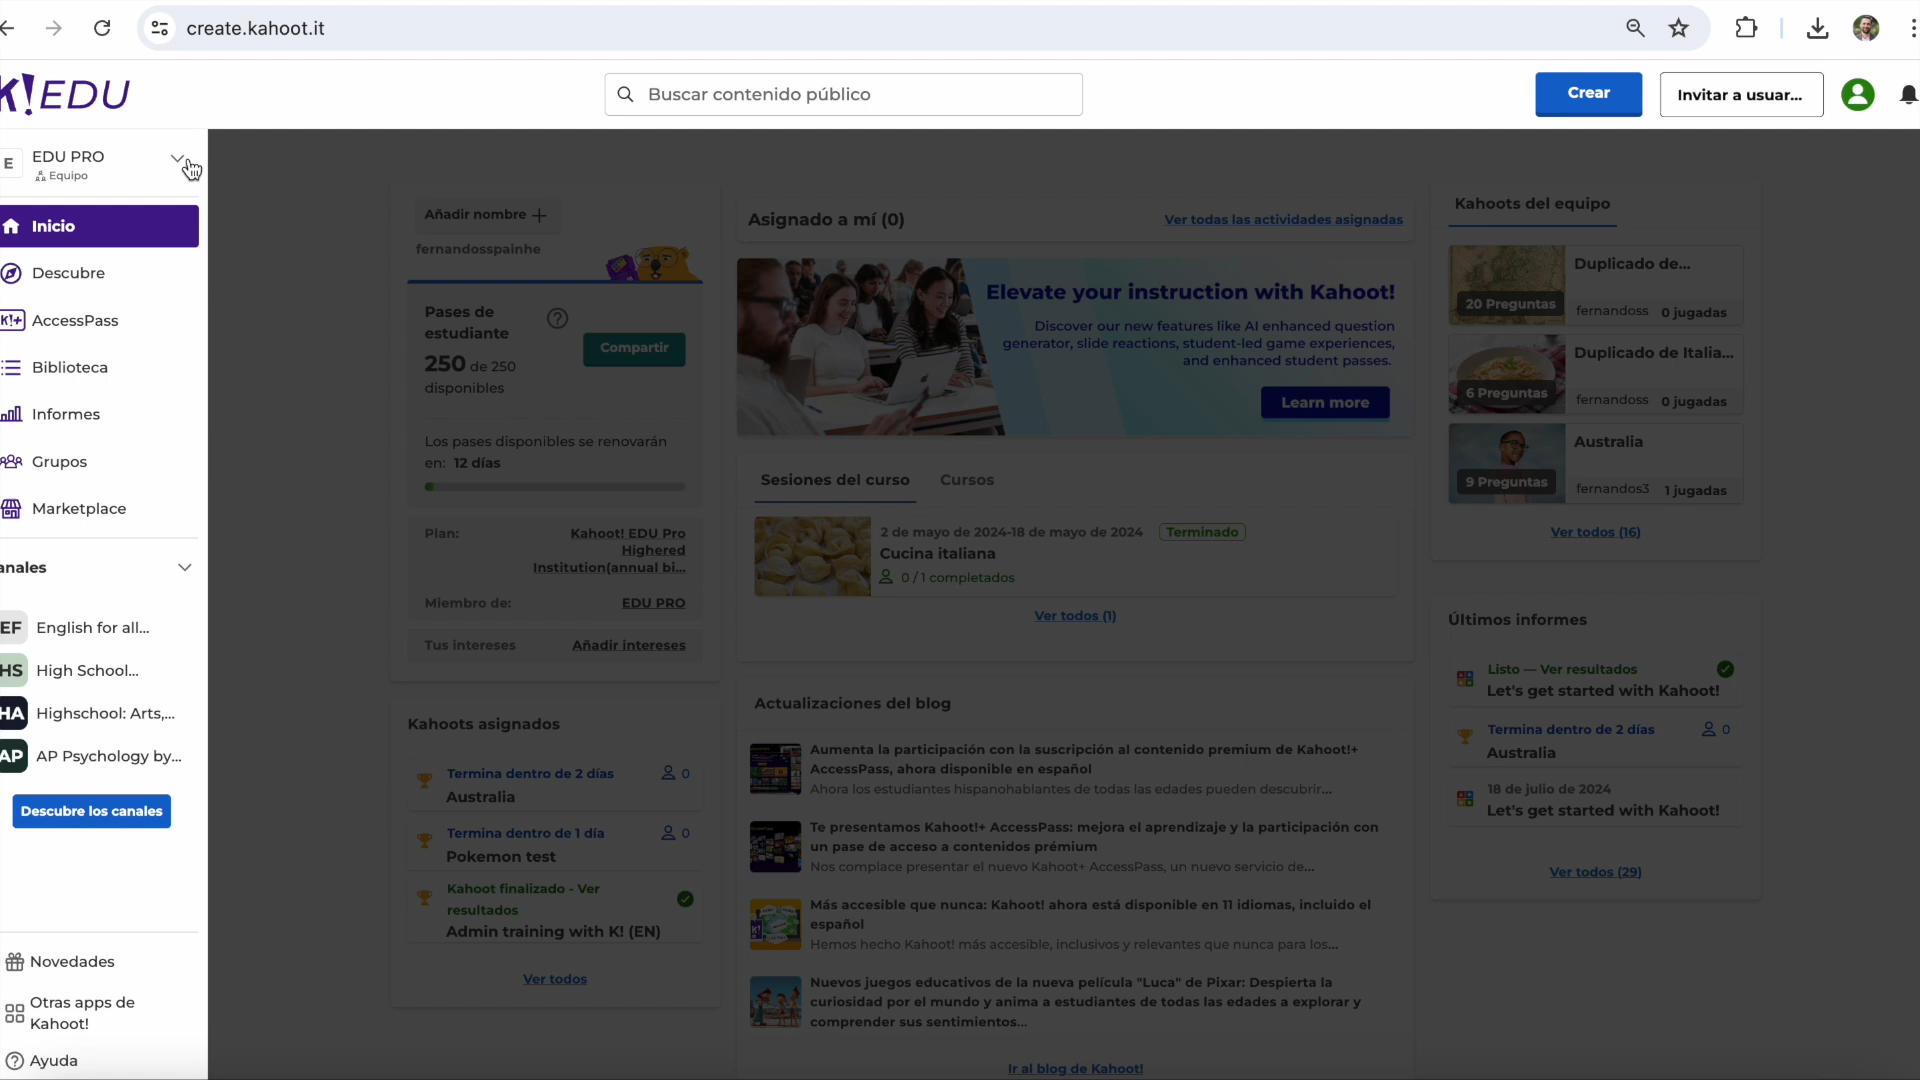 create.kahoot.it
K!EDU
Buscar contenido público
Crear
Invitar a usuar...
E
EDU PRO
Equipo
Inicio
Descubre
K!+ AccessPass
Biblioteca
Informes
Grupos
Marketplace
anales
EF English for all...
HS High School...
HA Highschool: Arts,...
AP AP Psychology by...
Descubre los canales
Novedades
Otras apps de
Kahoot!
Ayuda
Añadir nombre
fernandosspainhe
Pases de
estudiante
250 de 250
disponibles
Compartir
Los pases disponibles se renovarán
en: 12 días
Plan:
Kahoot! EDU Pro
Highered
Institution(annual bi...
Miembro de:
EDU PRO
Tus intereses
Añadir intereses
Kahoots asignados
Termina dentro de 2 días
0
Australia
Termina dentro de 1 día
0
Pokemon test
Kahoot finalizado - Ver
resultados
Admin training with K! (EN)
Ver todos
Asignado a mí (0)
Ver todas las actividades asignadas
Elevate your instruction with Kahoot!
Discover our new features like AI enhanced question
generator, slide reactions, student-led game experiences,
and enhanced student passes.
Learn more
Sesiones del curso
Cursos
2 de mayo de 2024-18 de mayo de 2024
Terminado
Cucina italiana
0 / 1 completados
Ver todos (1)
Actualizaciones del blog
Aumenta la participación con la suscripción al contenido premium de Kahoot!+
AccessPass, ahora disponible en español
Ahora los estudiantes hispanohablantes de todas las edades pueden descubrir...
Te presentamos Kahoot!+ AccessPass: mejora el aprendizaje y la participación con
un pase de acceso a contenidos prémium
Nos complace presentar el nuevo Kahoot+ AccessPass, un nuevo servicio de...
Más accesible que nunca: Kahoot! ahora está disponible en 11 idiomas, incluido el
español
Hemos hecho Kahoot! más accesible, inclusivos y relevantes que nunca para los...
Nuevos juegos educativos de la nueva película "Luca" de Pixar: Despierta la
curiosidad por el mundo y anima a estudiantes de todas las edades a explorar y
comprender sus sentimientos...
Ir al blog de Kahoot!
Kahoots del equipo
Duplicado de...
20 Preguntas
fernandoss
0 jugadas
Duplicado de Italia...
6 Preguntas
fernandoss
0 jugadas
Australia
9 Preguntas
fernandos3
1 jugadas
Ver todos (16)
Últimos informes
Listo — Ver resultados
Let's get started with Kahoot!
Termina dentro de 2 días
0
Australia
18 de julio de 2024
Let's get started with Kahoot!
Ver todos (29)